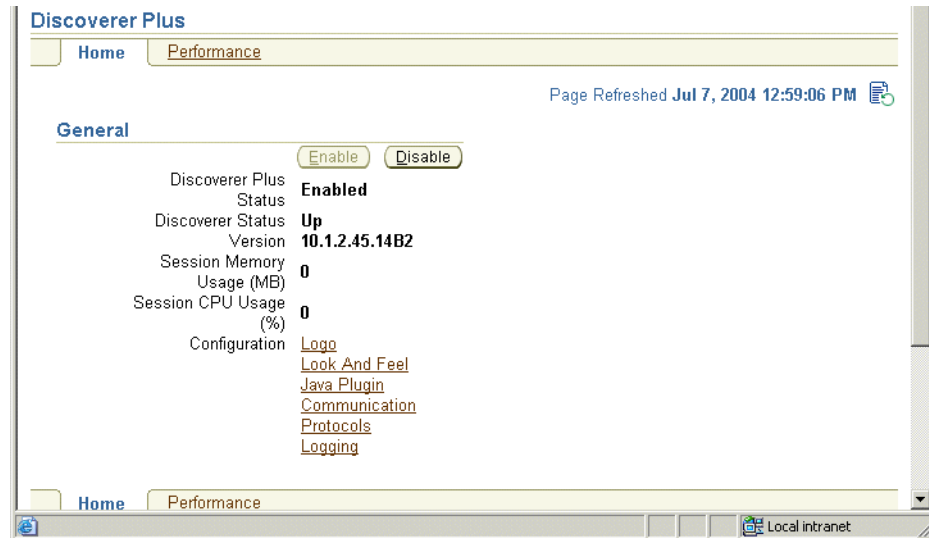 Discoverer Plus
Home Performance
Page Refreshed Jul 7, 2004 12:59:06 PM
General
Enable Disable
Discoverer Plus
Status Enabled
Discoverer Status Up
Version 10.1.2.45.14B2
Session Memory
Usage (MB) 0
Session CPU Usage
(%) 0
Configuration Logo
Look And Feel
Java Plugin
Communication
Protocols
Logging
Home Performance
Local intranet